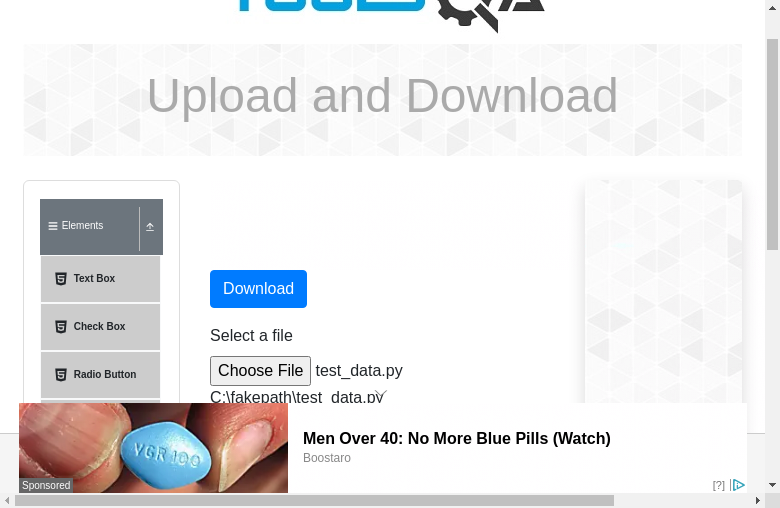 Upload and Download
Elements
Text Box
Check Box
Radio Button
Download
Select a file
Choose File test_data.py
C:\fakepath\test_data.py
VGR 100
Sponsored
Men Over 40: No More Blue Pills (Watch)
Boostaro
[?]